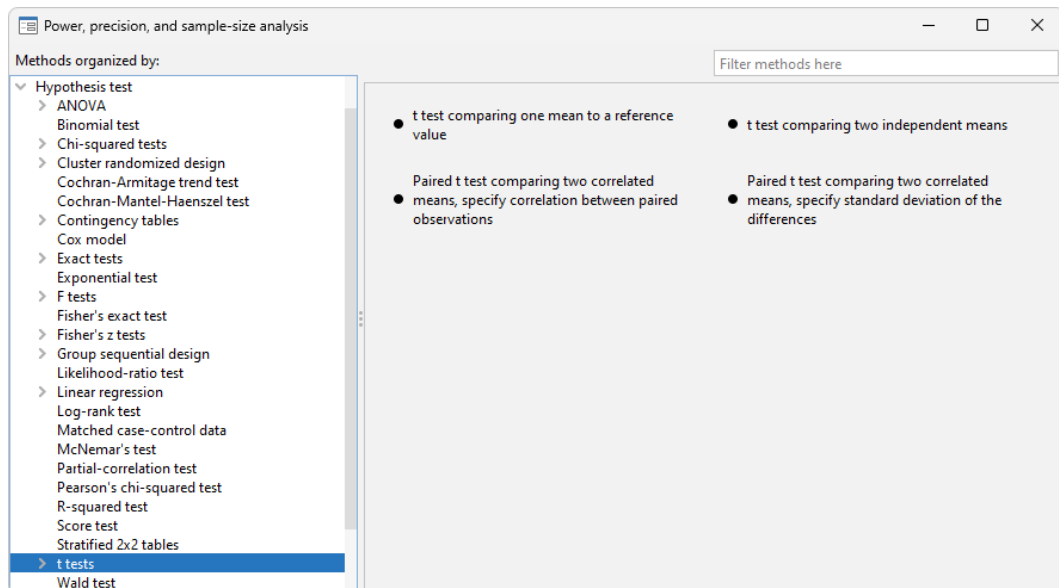 Power, precision, and sample-size analysis
Methods organized by:
Filter methods here
Hypothesis test
ANOVA
Binomial test
Chi-squared tests
Cluster randomized design
Cochran-Armitage trend test
Cochran-Mantel-Haenszel test
Contingency tables
Cox model
Exact tests
Exponential test
F tests
Fisher's exact test
Fisher's z tests
Group sequential design
Likelihood-ratio test
Linear regression
Log-rank test
Matched case-control data
McNemar's test
Partial-correlation test
Pearson's chi-squared test
R-squared test
Score test
Stratified 2x2 tables
t tests
Wald test
t test comparing one mean to a reference
value
t test comparing two independent means
Paired t test comparing two correlated
means, specify correlation between paired
observations
Paired t test comparing two correlated
means, specify standard deviation of the
differences